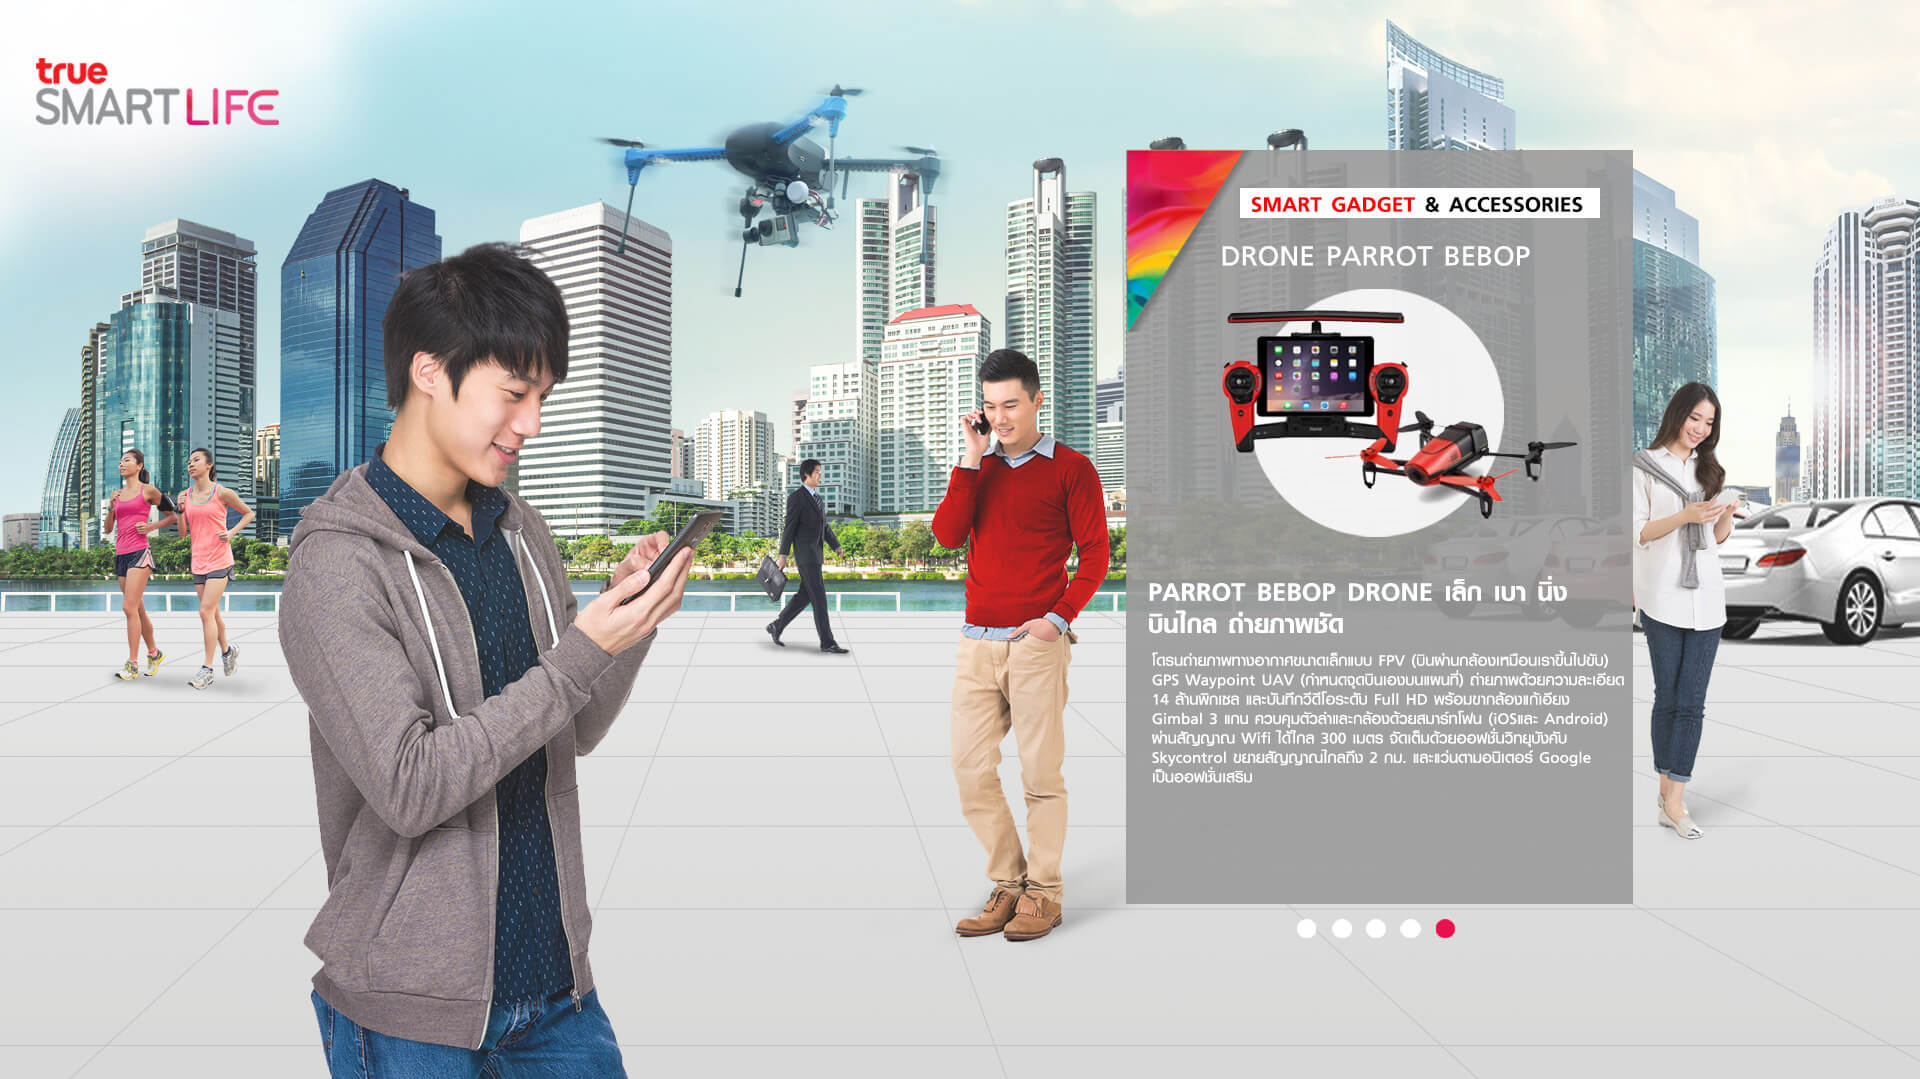 true
SMART LIFE
SMART GADGET & ACCESSORIES
DRONE PARROT BEBOP
PARROT BEBOP DRONE เล็ก เบา นิ่ง
บินไกล ถ่ายภาพชัด
โดรนถ่ายภาพทางอากาศขนาดเล็กแบบ FPV (บินผ่านกล้องเหมือนเราขึ้นไปขับ)
GPS Waypoint UAV (กำหนดจุดบินเองบนแผนที่) ถ่ายภาพด้วยความละเอียด
14 ล้านพิกเซล และบันทึกวีดีโอระดับ Full HD พร้อมขากล้องแก้เอียง
Gimbal 3 แกน ควบคุมตัวลำและกล้องด้วยสมาร์ทโฟน (iOSและ Android)
ผ่านสัญญาณ Wifi ได้ไกล 300 เมตร จัดเต็มด้วยออฟชั่นวิทยุบังคับ
Skycontrol ขยายสัญญาณไกลถึง 2 กม. และแว่นตามอนิเตอร์ Google
เป็นออฟชั่นเสริม